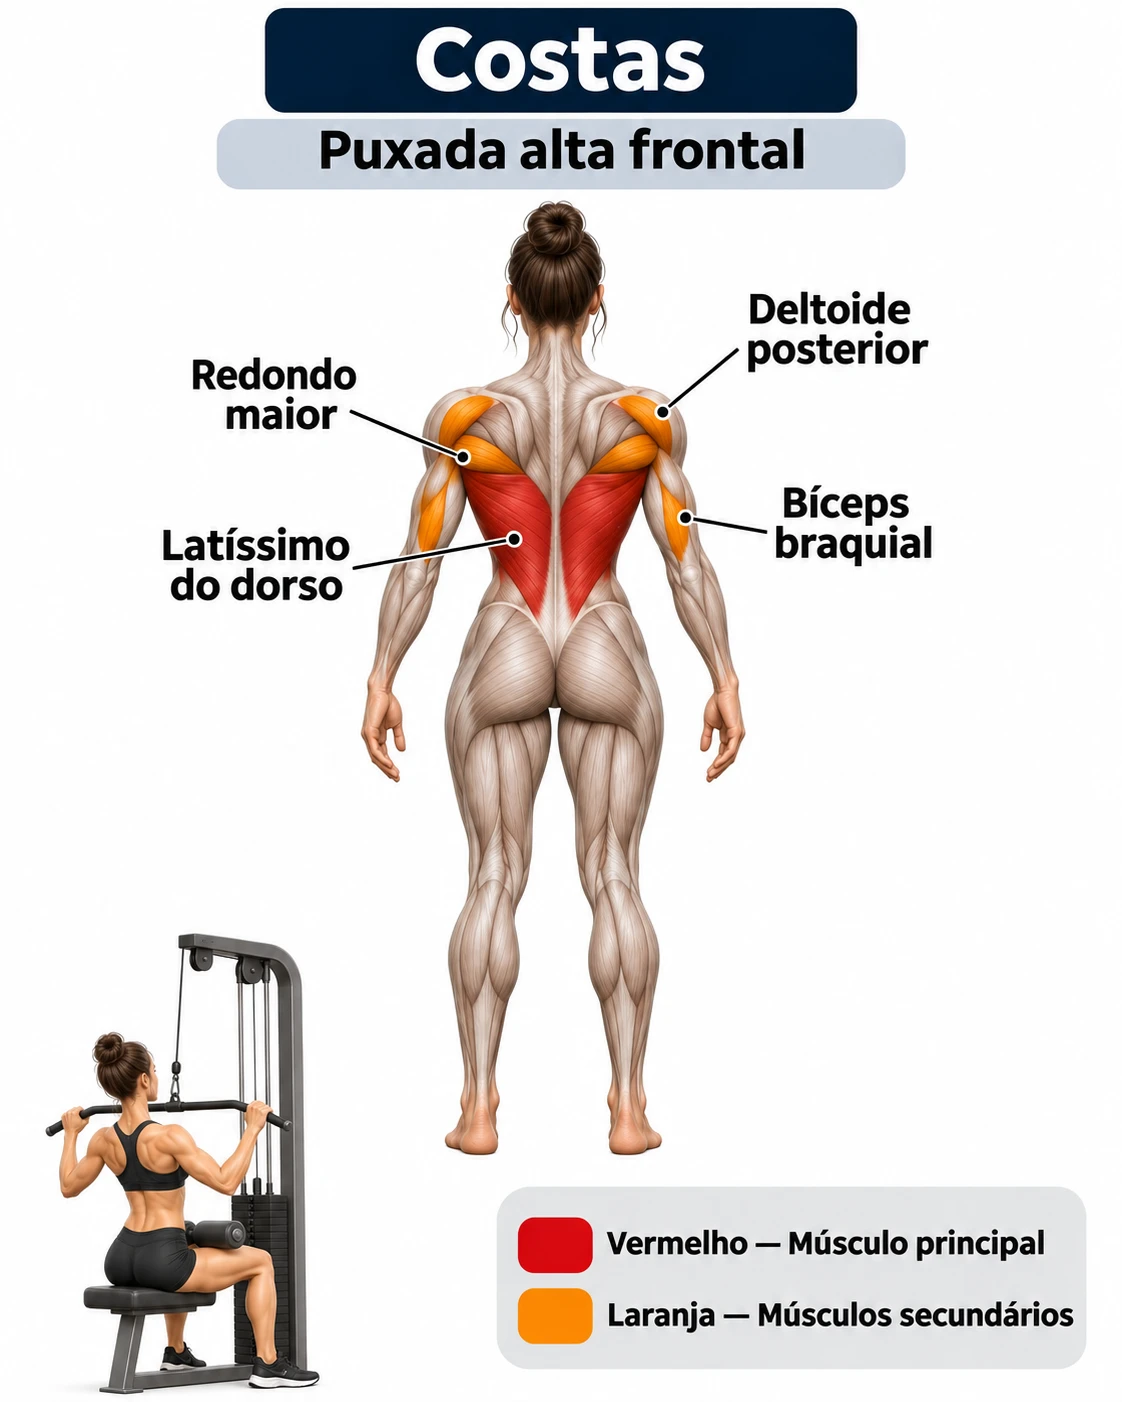 Costas
Puxada alta frontal
Deltoide
posterior
Redondo
maior
Bíceps
braquial
Latíssimo
do dorso
Vermelho — Músculo principal
Laranja — Músculos secundários